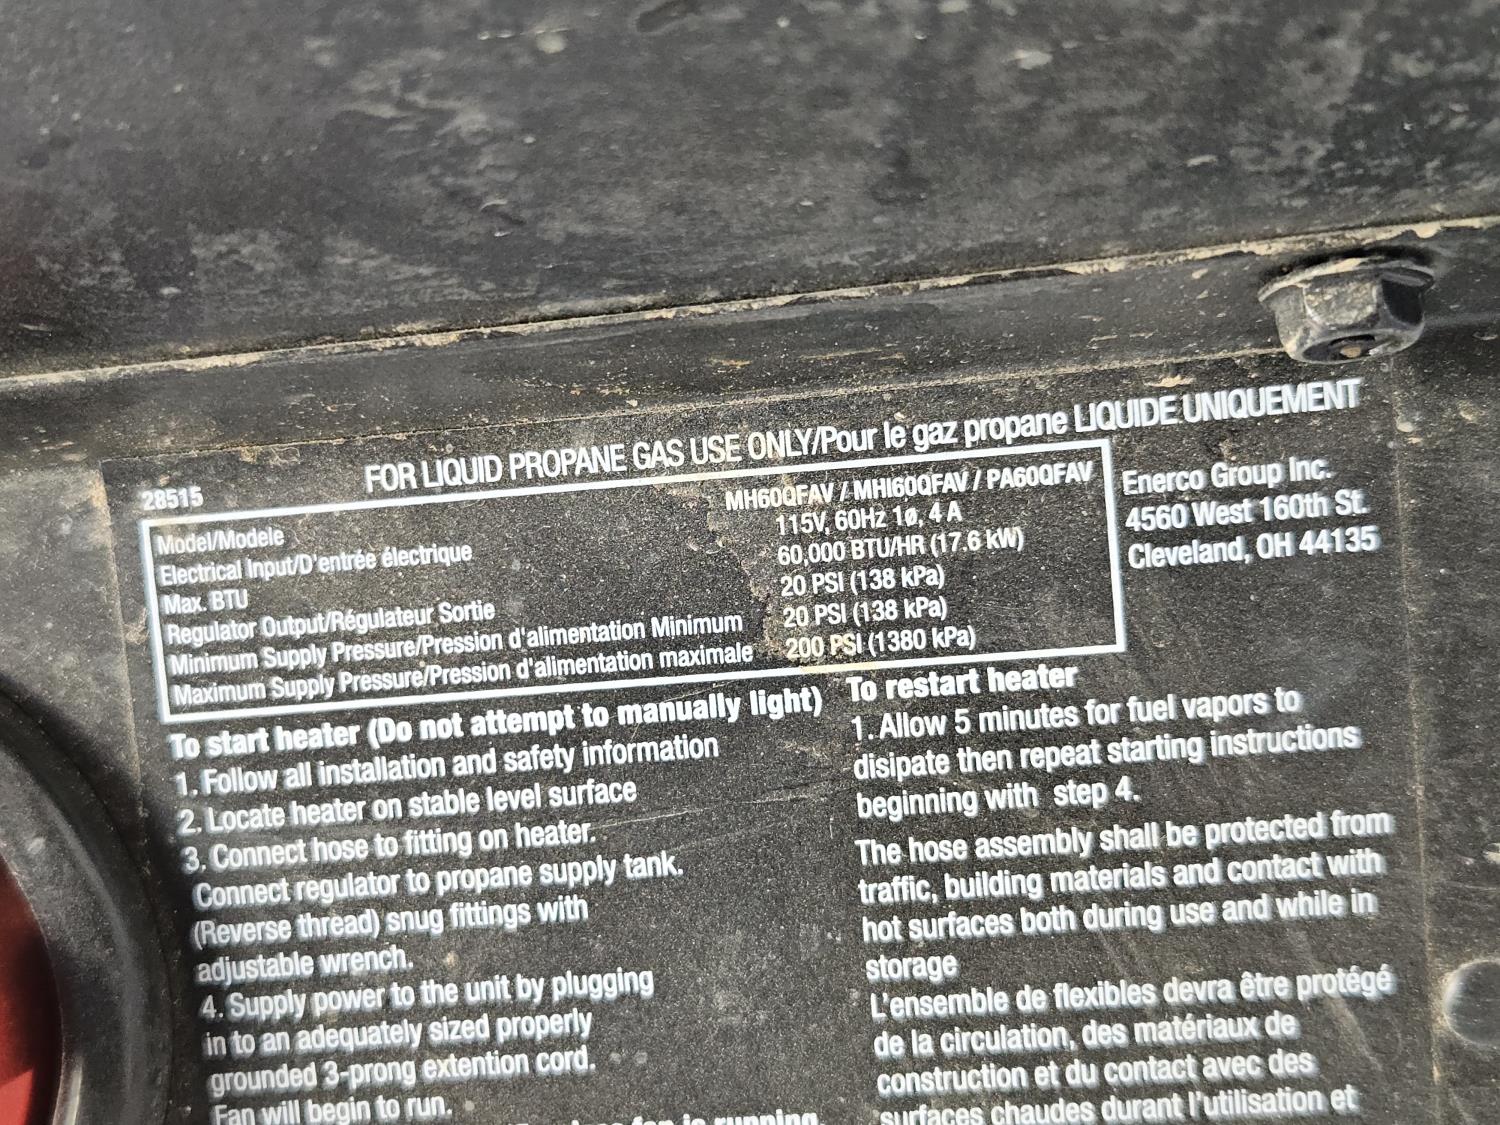 FOR LIQUID PROPANE GAS USE ONLY/Pour le gaz propane LIQUIDE UNIQUEMENT
28515
Model/Modele MH60QFAV / MHI60QFAV / PA60QFAV
Electrical Input/D'entrée électrique 115V, 60Hz 1ø, 4 A
Max. BTU 60,000 BTU/HR (17.6 kW)
Regulator Output/Régulateur Sortie 20 PSI (138 kPa)
Minimum Supply Pressure/Pression d'alimentation Minimum 20 PSI (138 kPa)
Maximum Supply Pressure/Pression d'alimentation maximale 200 PSI (1380 kPa)
Enerco Group Inc.
4560 West 160th St.
Cleveland, OH 44135
To start heater (Do not attempt to manually light)
1. Follow all installation and safety information
2. Locate heater on stable level surface
3. Connect hose to fitting on heater.
Connect regulator to propane supply tank.
(Reverse thread) snug fittings with
adjustable wrench.
4. Supply power to the unit by plugging
in to an adequately sized properly
grounded 3-prong extention cord.
Fan will begin to run.
fan is running,
To restart heater
1. Allow 5 minutes for fuel vapors to
disipate then repeat starting instructions
beginning with step 4.
The hose assembly shall be protected from
traffic, building materials and contact with
hot surfaces both during use and while in
storage
L'ensemble de flexibles devra être protégé
de la circulation, des matériaux de
construction et du contact avec des
surfaces chaudes durant l'utilisation et